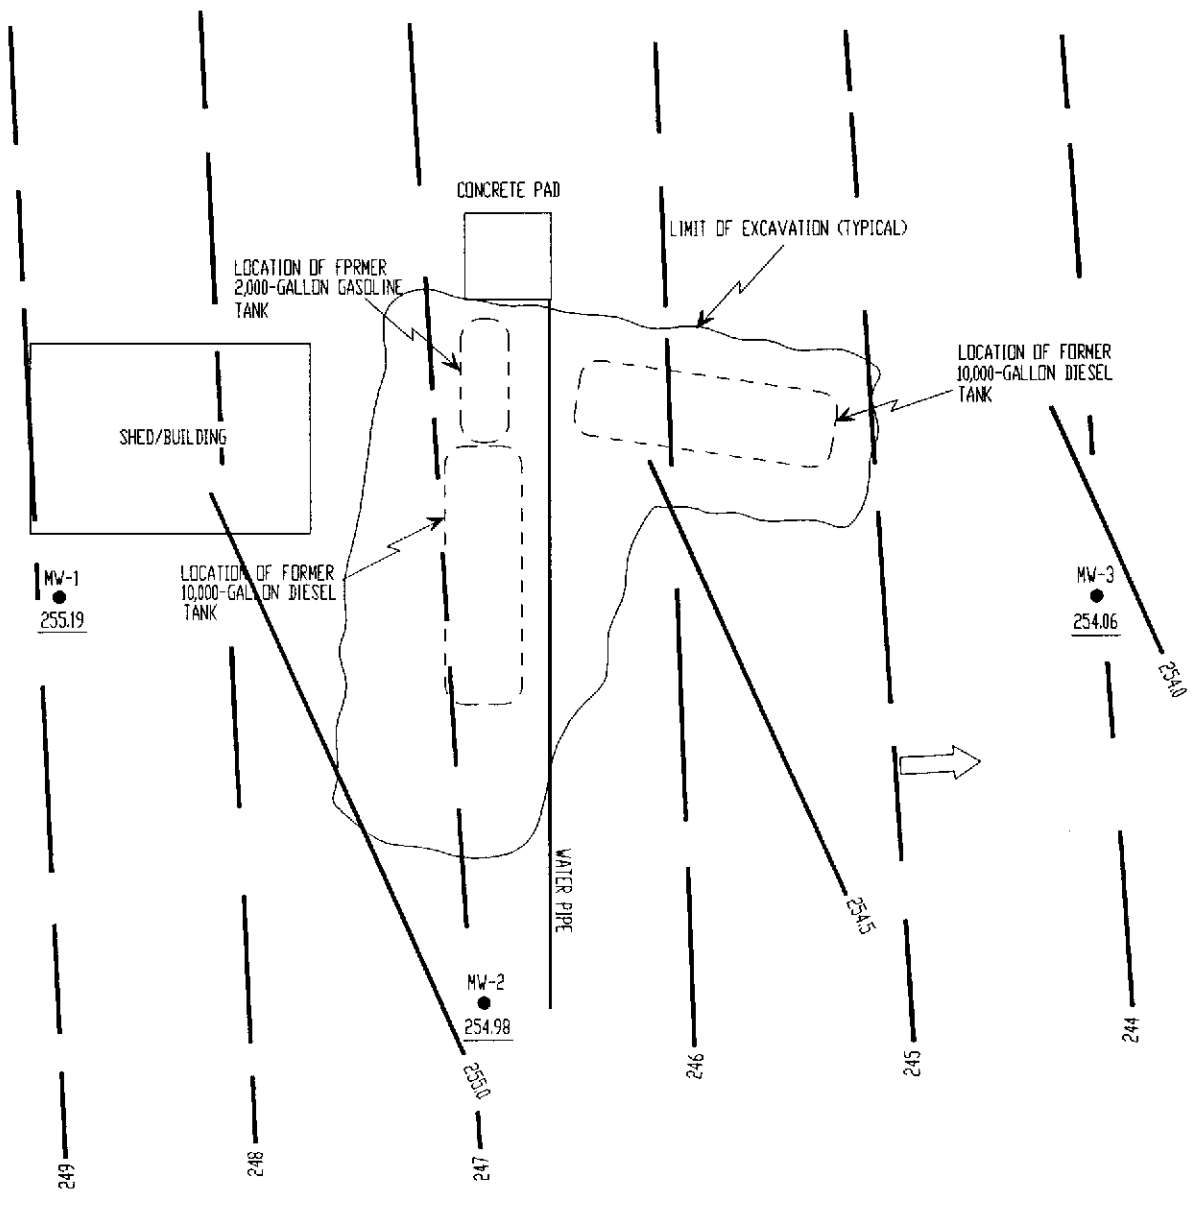 CONCRETE PAD
LIMIT OF EXCAVATION (TYPICAL)
LOCATION OF FPRMER
2,000-GALLON GASOLINE
TANK
LOCATION OF FORMER
10,000-GALLON DIESEL
TANK
SHED/BUILDING
LOCATION OF FORMER
10,000-GALLON DIESEL
TANK
MW-1
255.19
MW-3
254.06
254.0
254.5
WATER PIPE
MW-2
254.98
255.0
249
248
247
246
245
244